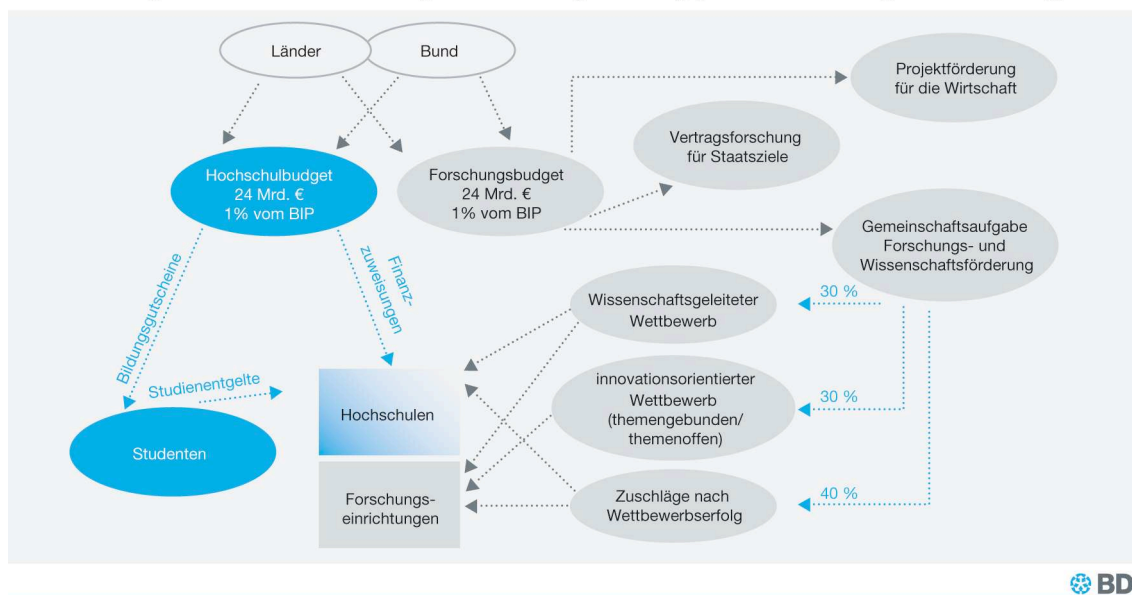 Länder
Bund
Projektförderung
für die Wirtschaft
Vertragsforschung
für Staatsziele
Hochschulbudget
24 Mrd. €
1% vom BIP
Forschungsbudget
24 Mrd. €
1% vom BIP
Gemeinschaftsaufgabe
Forschungs- und
Wissenschaftsförderung
Bildungsgutscheine
Finanz-
zuweisungen
Wissenschaftsgeleiteter
Wettbewerb
30 %
Studienentgelte
innovationsorientierter
Wettbewerb
(themengebunden/
themenoffen)
30 %
Hochschulen
Studenten
Forschungs-
einrichtungen
Zuschläge nach
Wettbewerbserfolg
40 %
BD